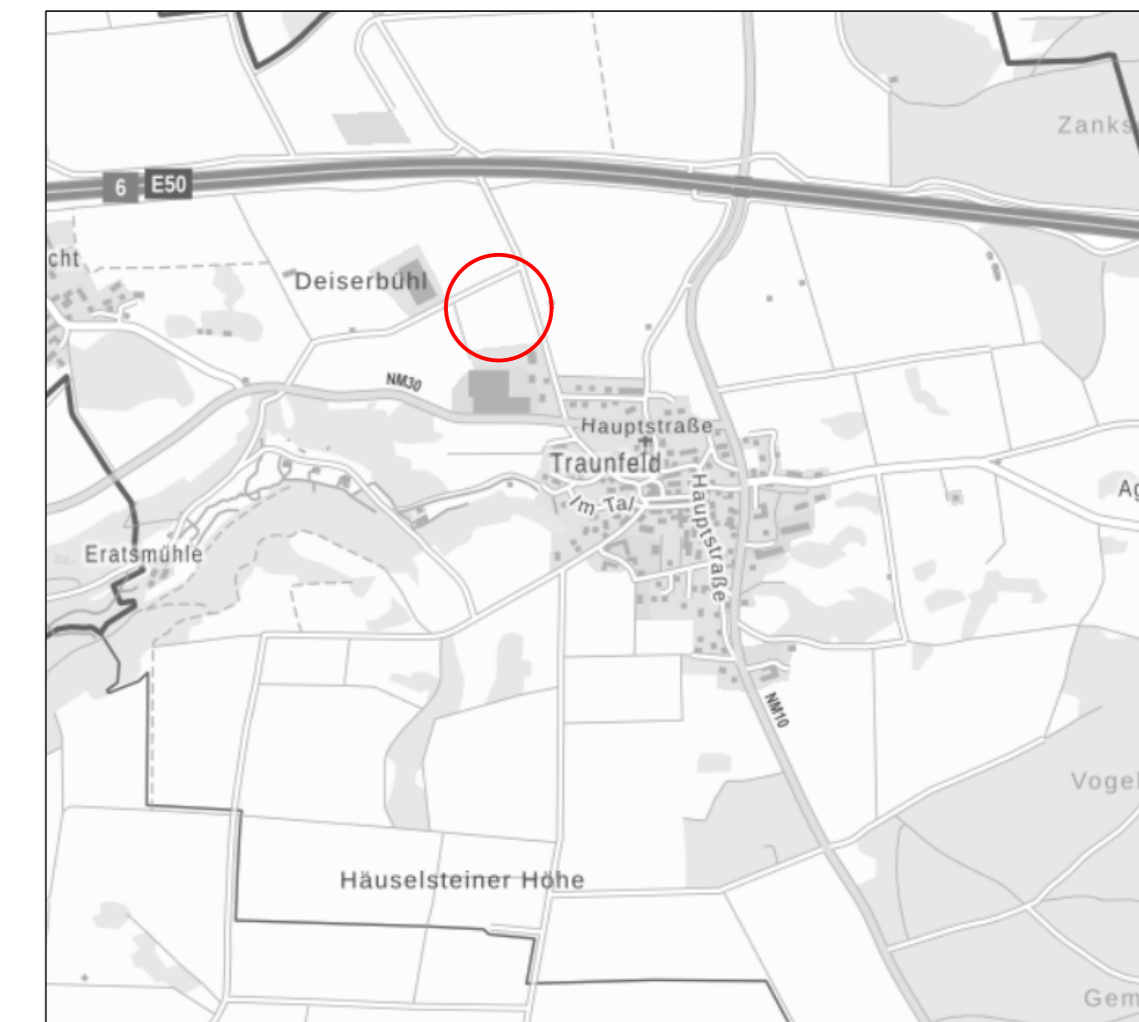 Zanks
6 E50
cht
Deiserbühl
NM30
Hauptstraße
Traunfeld
Im Tal
Hauptstraße
Ag
Eratsmühle
NM10
Vogel
Häuselsteiner Höhe
Gem